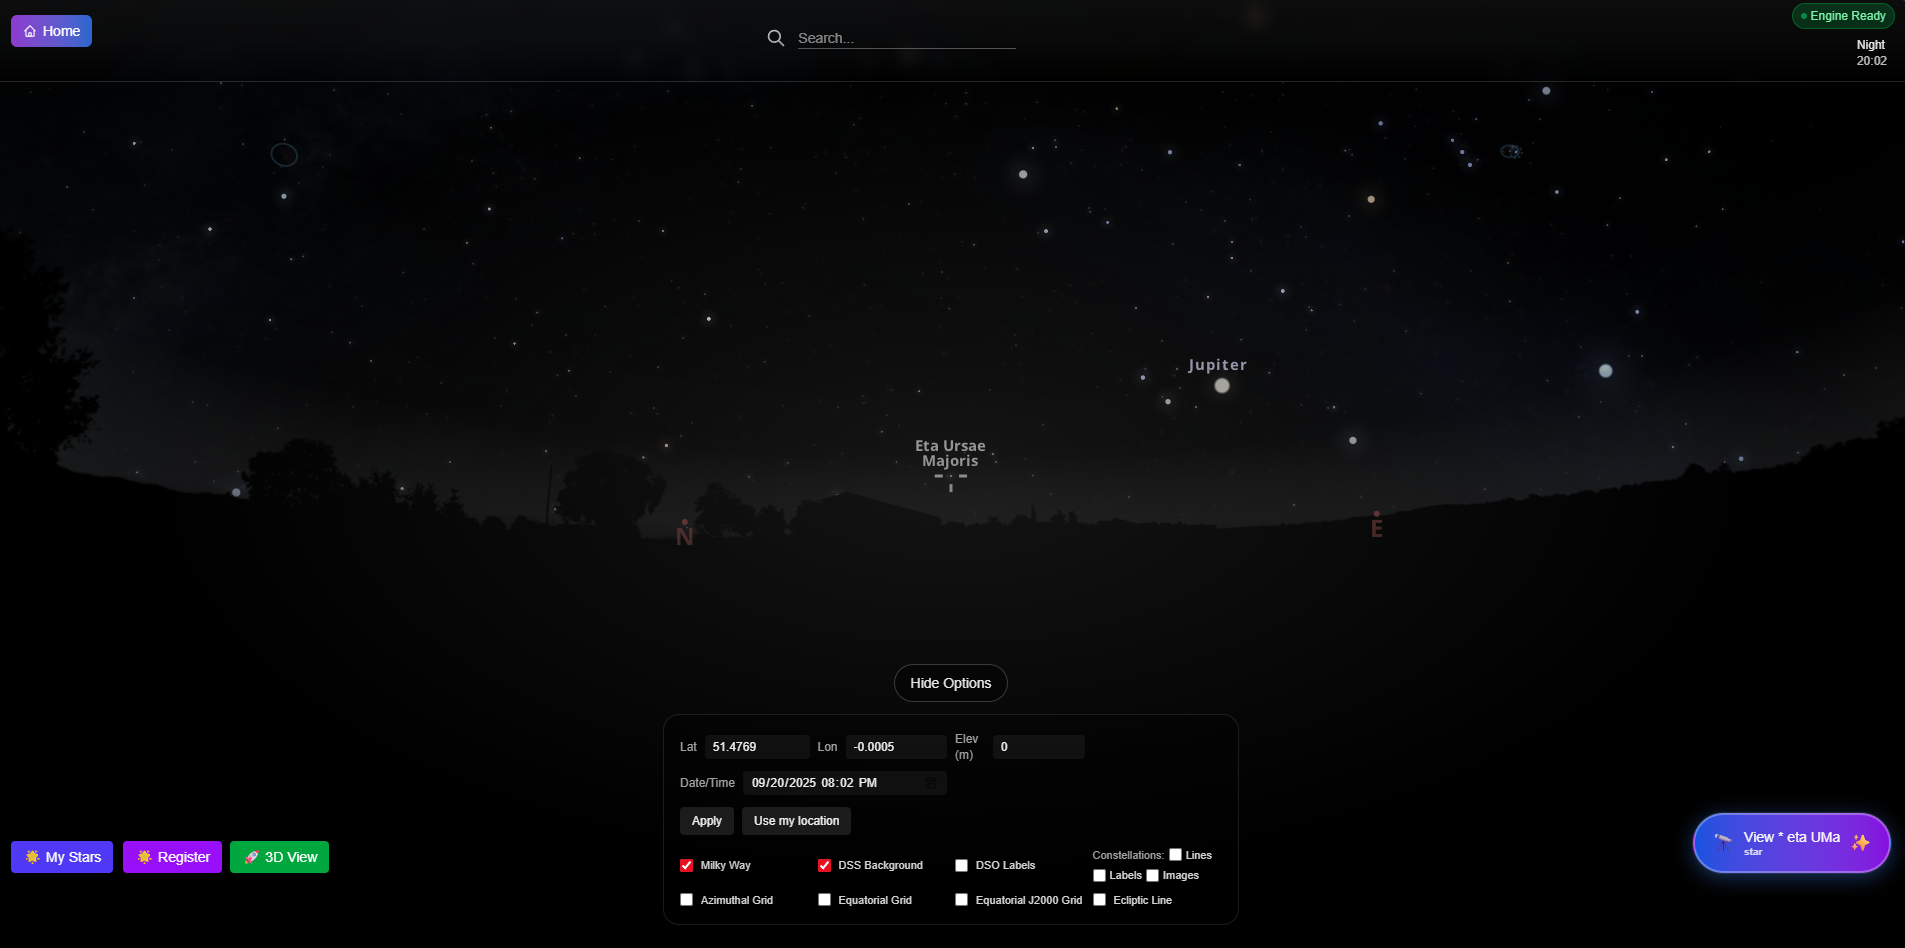 Home
Search...
Engine Ready
Night
20:02
Jupiter
Eta Ursae
Majoris
N
E
Hide Options
Lat 51.4769 Lon -0.0005 Elev (m) 0
Date/Time 09/20/2025 08:02 PM
Apply Use my location
Milky Way DSS Background DSO Labels Constellations: Lines
Labels Images
Azimuthal Grid Equatorial Grid Equatorial J2000 Grid Ecliptic Line
My Stars Register 3D View
View * eta UMa
star